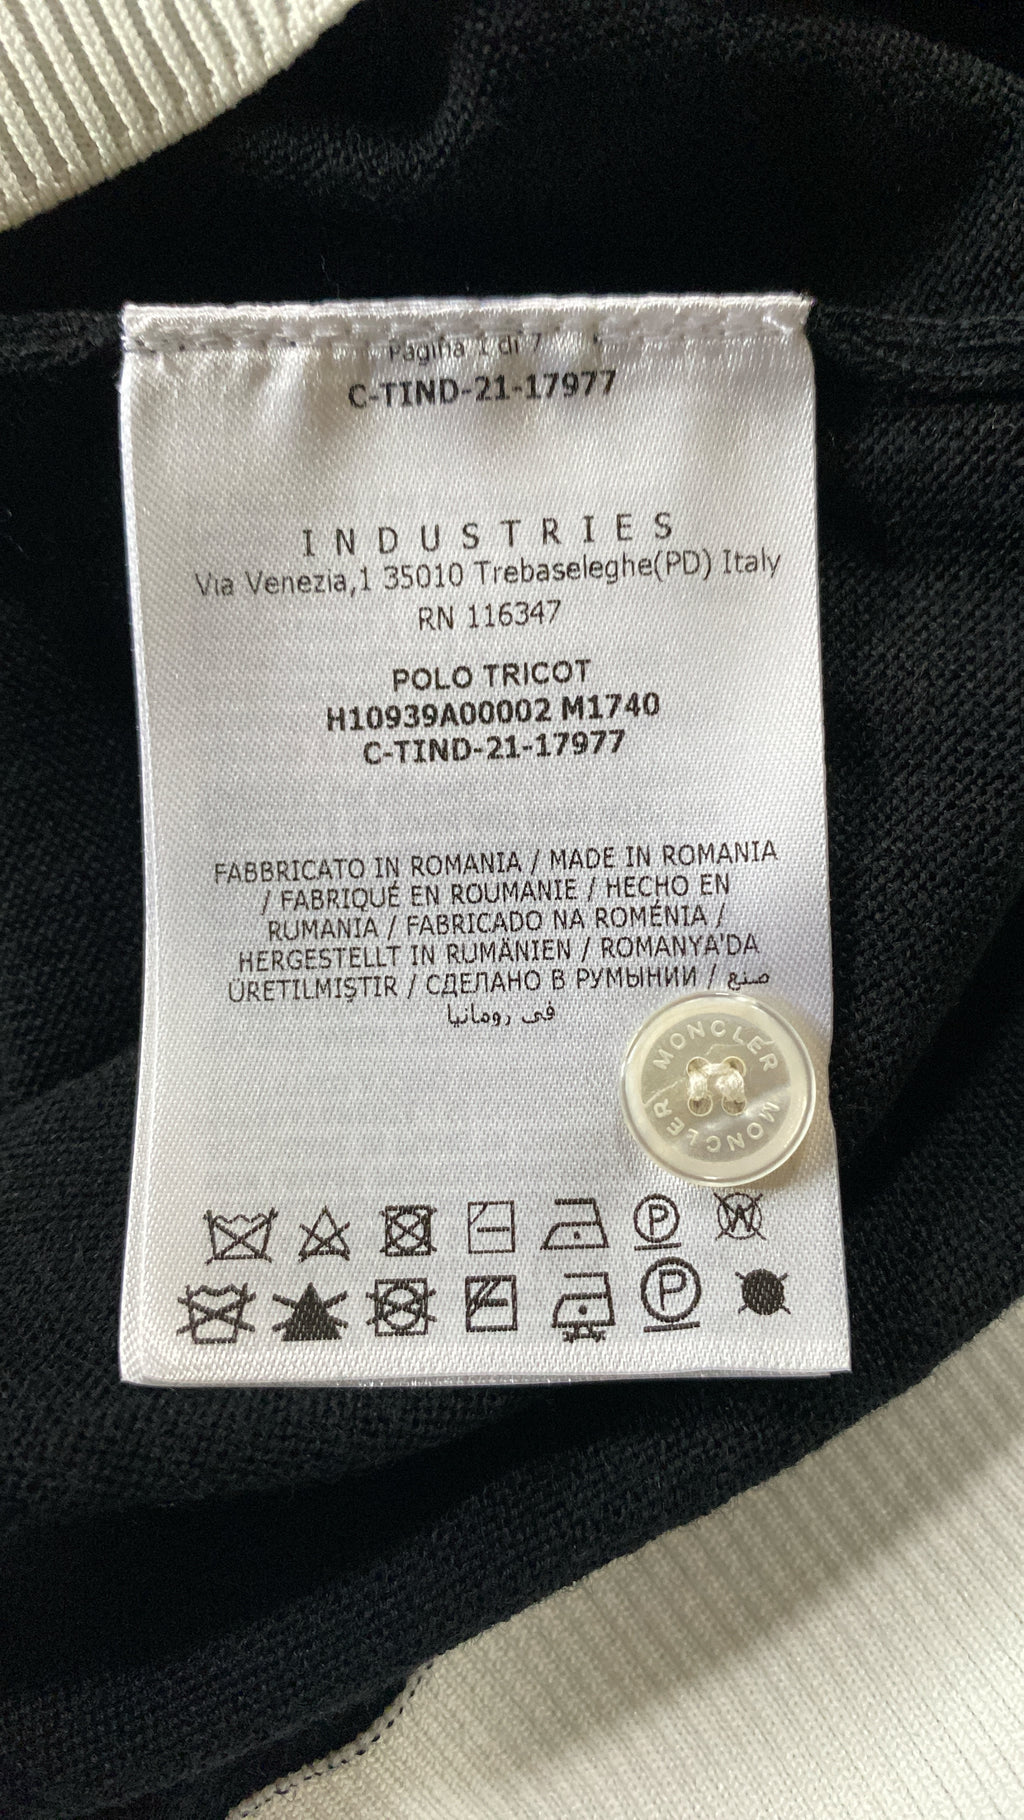 Pagina 1 di 7
C-TIND-21-17977
INDUSTRIES
Via Venezia,1 35010 Trebaseleghe(PD) Italy
RN 116347
POLO TRICOT
H10939A00002 M1740
C-TIND-21-17977
FABBRICATO IN ROMANIA / MADE IN ROMANIA
/ FABRIQUÉ EN ROUMANIE / HECHO EN
RUMANIA / FABRICADO NA ROMÉNIA /
HERGESTELLT IN RUMÄNIEN / ROMANYA'DA
ÜRETILMIŞTIR / СДЕЛАНО В РУМЫНИИ / صنع
في رومانيا
MONCLER
MONCLER
P W
P